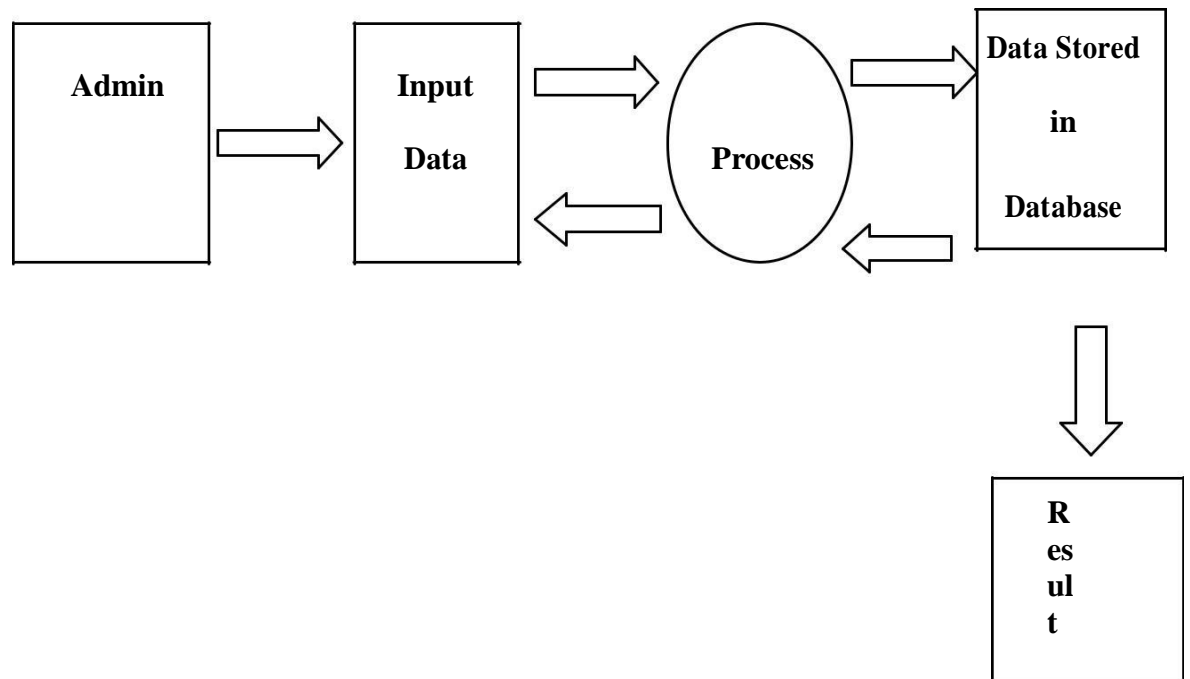 Admin
Input
Data
Process
Data Stored
in
Database
R
es
ul
t